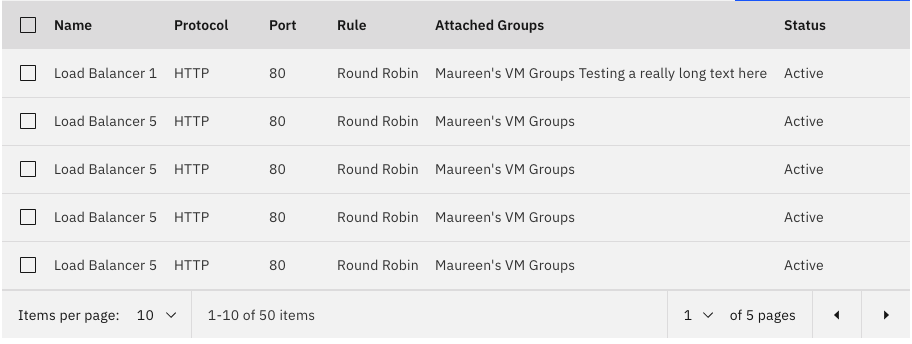 Name Protocol Port Rule Attached Groups Status
Load Balancer 1 HTTP 80 Round Robin Maureen's VM Groups Testing a really long text here Active
Load Balancer 5 HTTP 80 Round Robin Maureen's VM Groups Active
Load Balancer 5 HTTP 80 Round Robin Maureen's VM Groups Active
Load Balancer 5 HTTP 80 Round Robin Maureen's VM Groups Active
Load Balancer 5 HTTP 80 Round Robin Maureen's VM Groups Active
Items per page: 10 1-10 of 50 items 1 of 5 pages